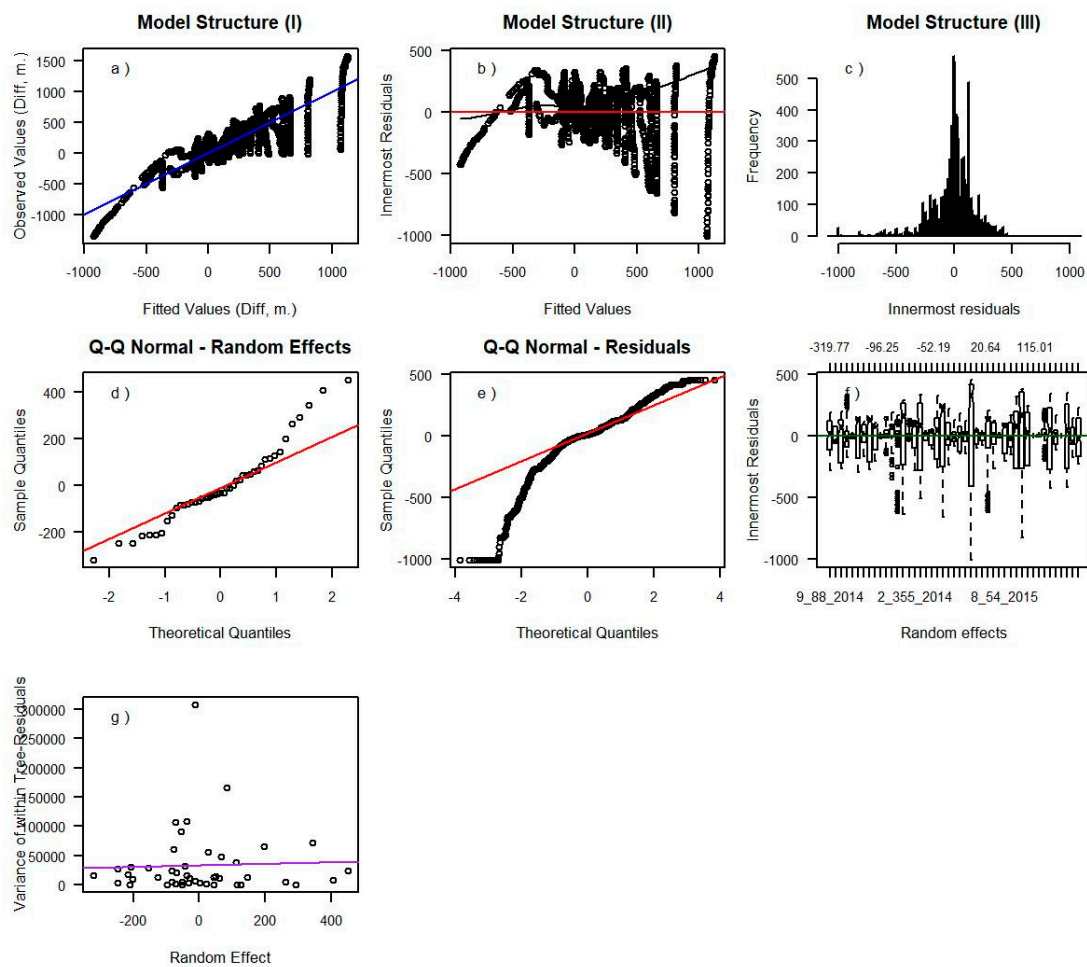 Model Structure (I)
a )
Observed Values (Diff, m.)
1500
1000
500
0
-500
-1000
-1000 -500 0 500 1000
Fitted Values (Diff, m.)
Model Structure (II)
b )
Innermost Residuals
500
0
-500
-1000
-1000 -500 0 500 1000
Fitted Values
Model Structure (III)
c )
Frequency
500
400
300
200
100
0
-1000 -500 0 500 1000
Innermost residuals
Q-Q Normal - Random Effects
d )
Sample Quantiles
400
200
0
-200
-2 -1 0 1 2
Theoretical Quantiles
Q-Q Normal - Residuals
e )
Sample Quantiles
500
0
-500
-1000
-4 -2 0 2 4
Theoretical Quantiles
-319.77 -96.25 -52.19 20.64 115.01
f )
Innermost Residuals
500
0
-500
-1000
9_88_2014 2_355_2014 8_54_2015
Random effects
g )
Variance of within Tree-Residuals
300000
250000
200000
150000
100000
50000
0
-200 0 200 400
Random Effect